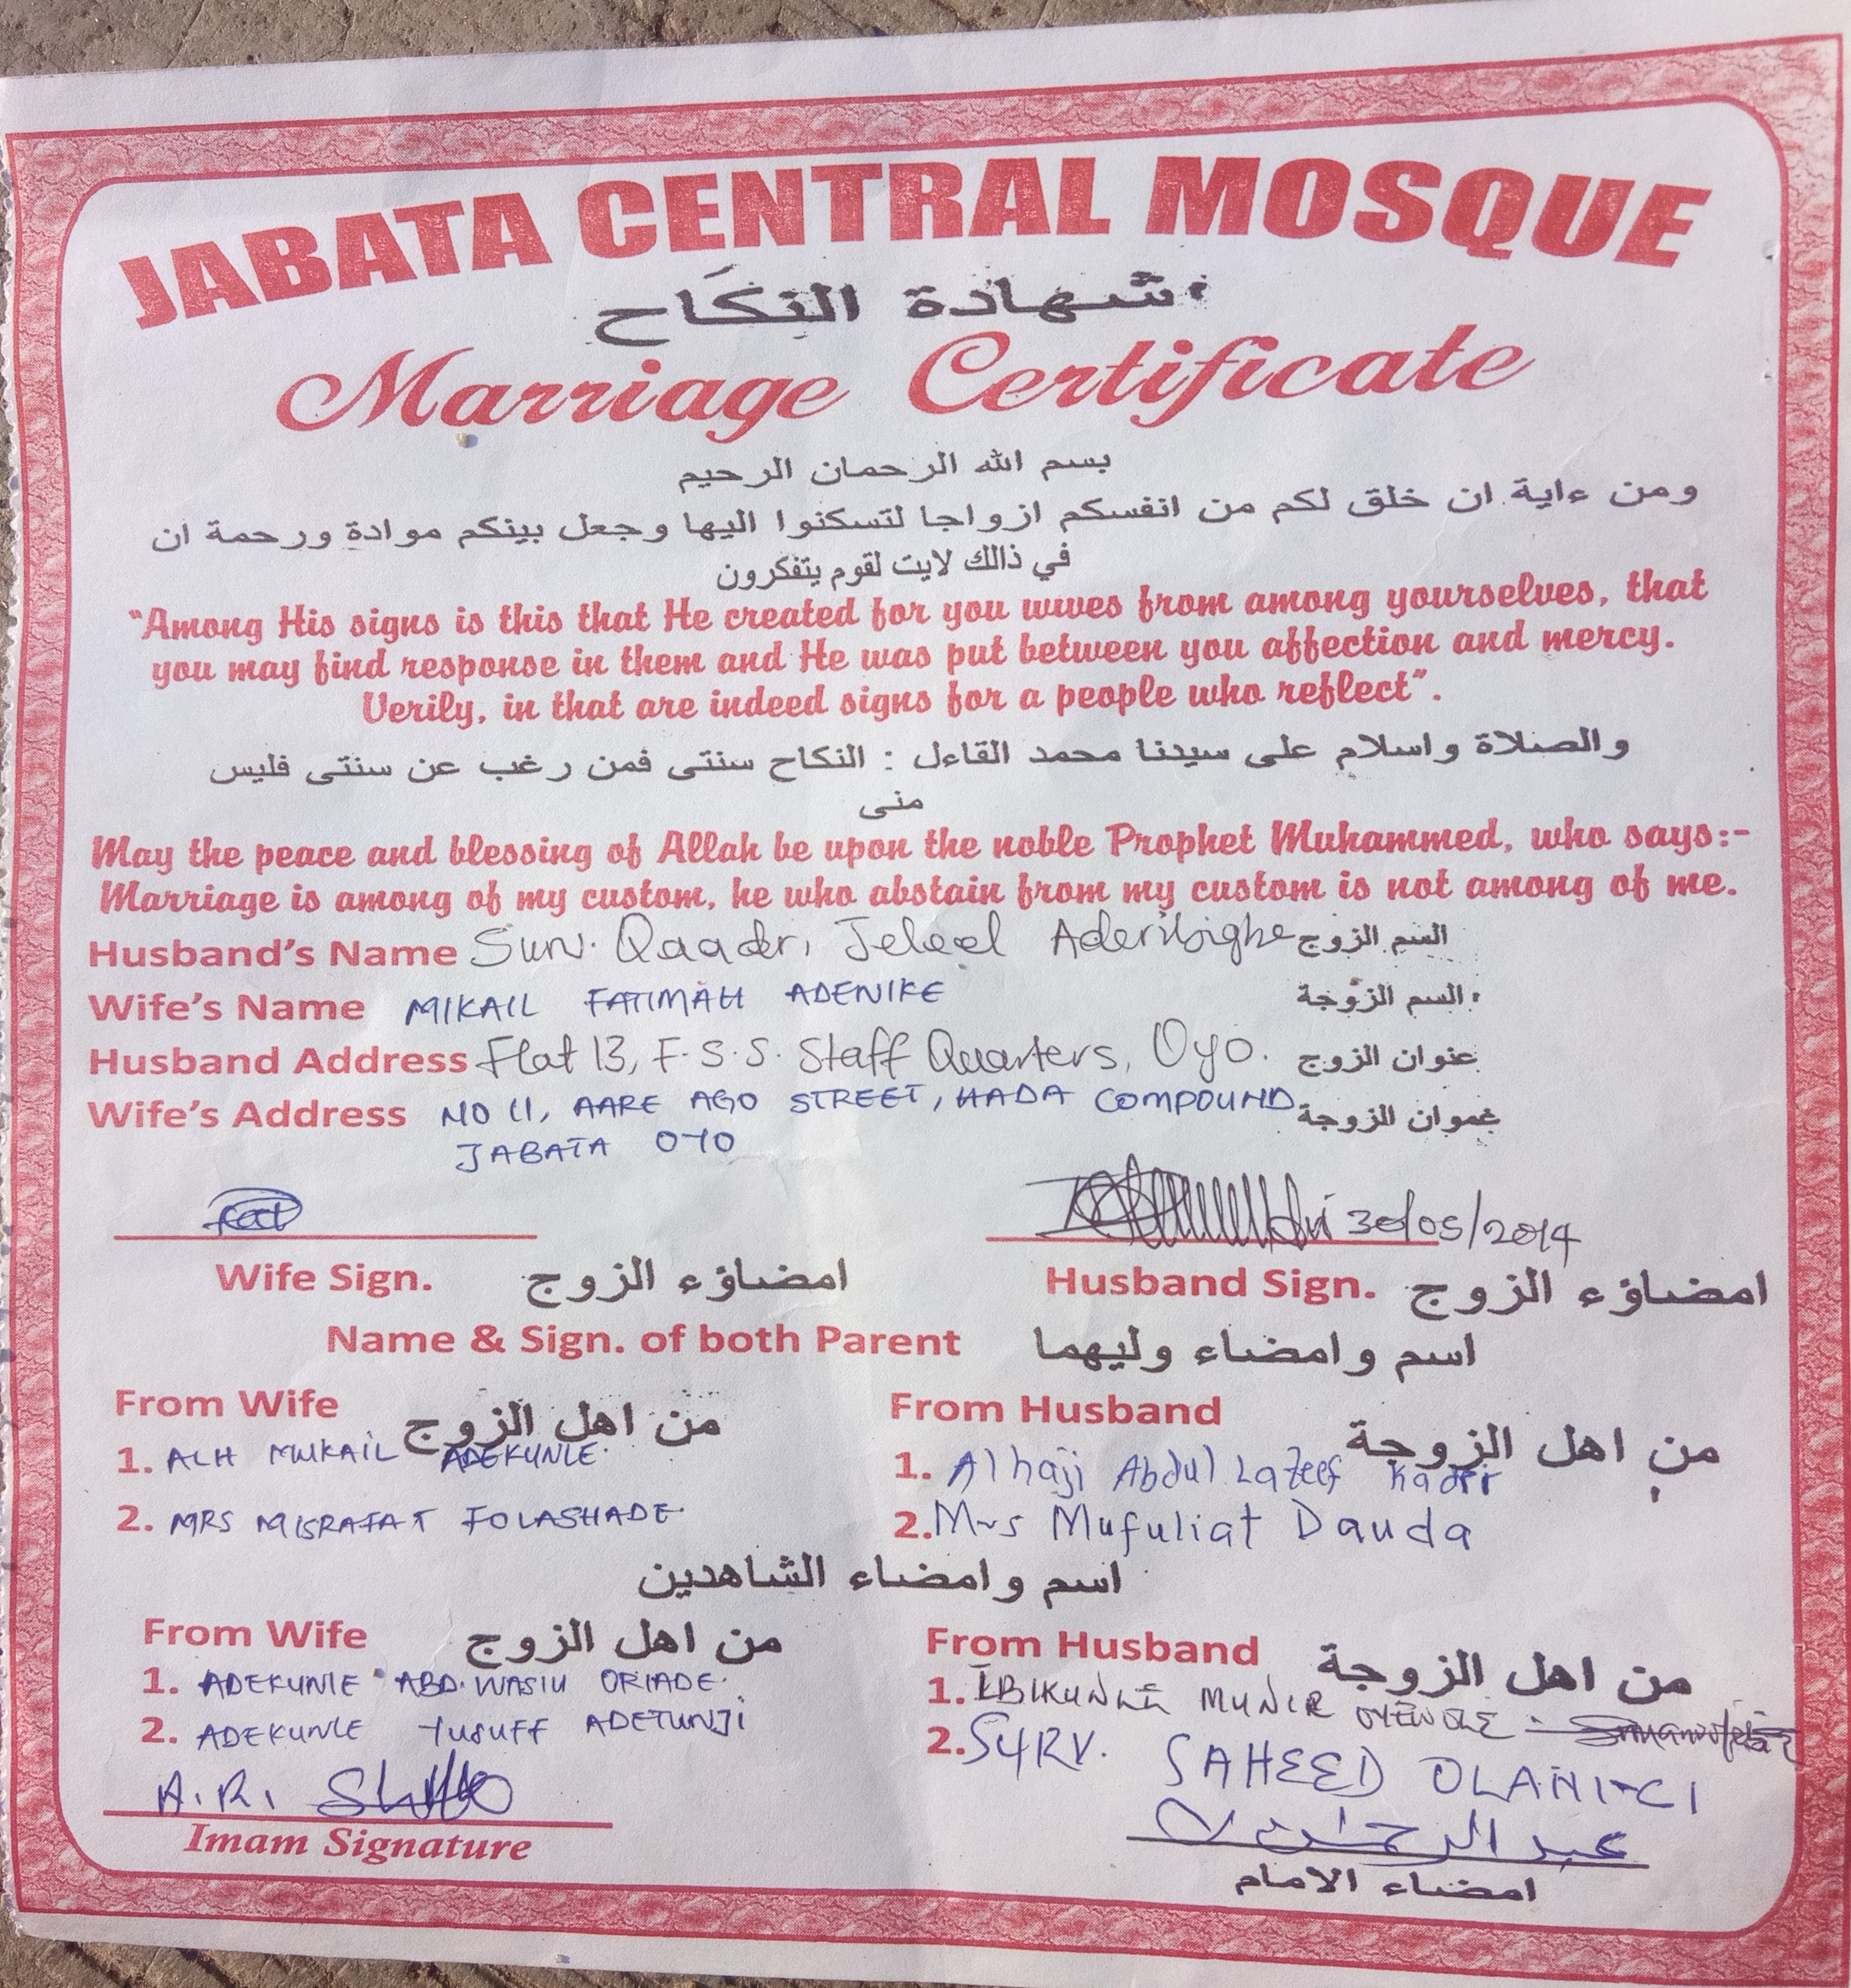 JABATA CENTRAL MOSQUE
شهادة النكَاح
Marriage Certificate
بسم الله الرحمان الرحيم
ومن ءاية ان خلق لكم من انفسكم ازواجا لتسكنوا اليها وجعل بينكم موادة ورحمة ان
في ذالك لايت لقوم يتفكرون
"Among His signs is this that He created for you wives from among yourselves, that
you may find response in them and He was put between you affection and mercy.
Verily, in that are indeed signs for a people who reflect".
والصلاة واسلام على سيدنا محمد القاءل : النكاح سنتى فمن رغب عن سنتى فليس
منى
May the peace and blessing of Allah be upon the noble Prophet Muhammed, who says:-
Marriage is among of my custom, he who abstain from my custom is not among of me.
Husband's Name Surv. Qaadri, Jeleel Aderibigbe السم الزوج
Wife's Name MIKAIL FATIMAH ADENIKE السم الزوجة
Husband Address Flat 13, F.S.S. Staff Quarters, Oyo. عنوان الزوج
Wife's Address NO 11, AARE AGO STREET, HADA COMPOUND عموان الزوجة
JABATA OYO
30/05/2014
Wife Sign. امضاؤء الزوج Husband Sign. امضاؤء الزوج
Name & Sign. of both Parent اسم وامضاء وليهما
From Wife من اهل الزوج From Husband من اهل الزوجة
1. ALH MUKAIL ADEKUNLE. 1. Alhaji Abdul Lazeef Kadri
2. MRS MISRAFAT FOLASHADE. 2. Mrs Mufuliat Dauda
اسم وامضاء الشاهدين
From Wife من اهل الزوج From Husband من اهل الزوجة
1. ADEKUNLE ABD.WASIU ORIADE. 1. IBIKUNLE MUNIR OYEWOLE
2. ADEKUNLE YUSUFF ADETUNJI 2. SURV. SAHEED OLANI
A.R.
Imam Signature
عبد الرحمن
امضاء الامام